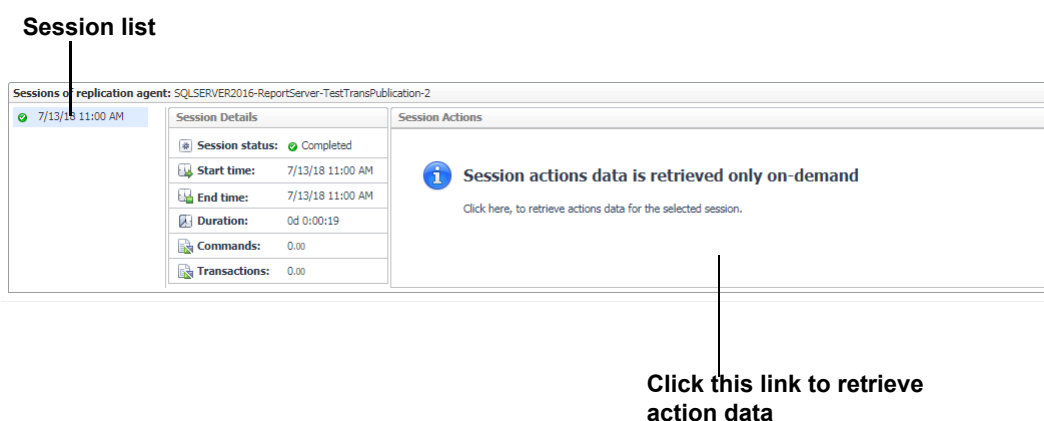 Session list
Sessions of replication agent: SQLSERVER2016-ReportServer-TestTransPublication-2
7/13/18 11:00 AM
Session Details
Session Actions
Session status: Completed
Start time: 7/13/18 11:00 AM
End time: 7/13/18 11:00 AM
Duration: 0d 0:00:19
Commands: 0.00
Transactions: 0.00
Session actions data is retrieved only on-demand
Click here, to retrieve actions data for the selected session.
Click this link to retrieve
action data